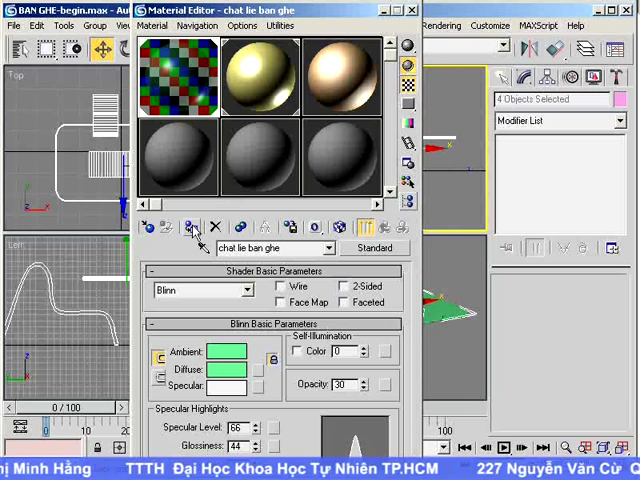 BAN GHE-begin.max - Aut
Material Editor - chat lie ban ghe
File Edit Tools Group
Material Navigation Options Utilities
Rendering Customize MAXScript Help
Top
4 Objects Selected
Modifier List
chat lie ban ghe
Standard
Left
Shader Basic Parameters
Blinn
Wire
2-Sided
Face Map
Faceted
Blinn Basic Parameters
Self-Illumination
Ambient:
Color 0
Diffuse:
Specular:
Opacity: 30
Specular Highlights
Specular Level: 66
Glossiness: 44
0 / 100
0
100
hị Minh Hằng TTTH Đại Học Khoa Học Tự Nhiên TP.HCM 227 Nguyễn Văn Cừ Q